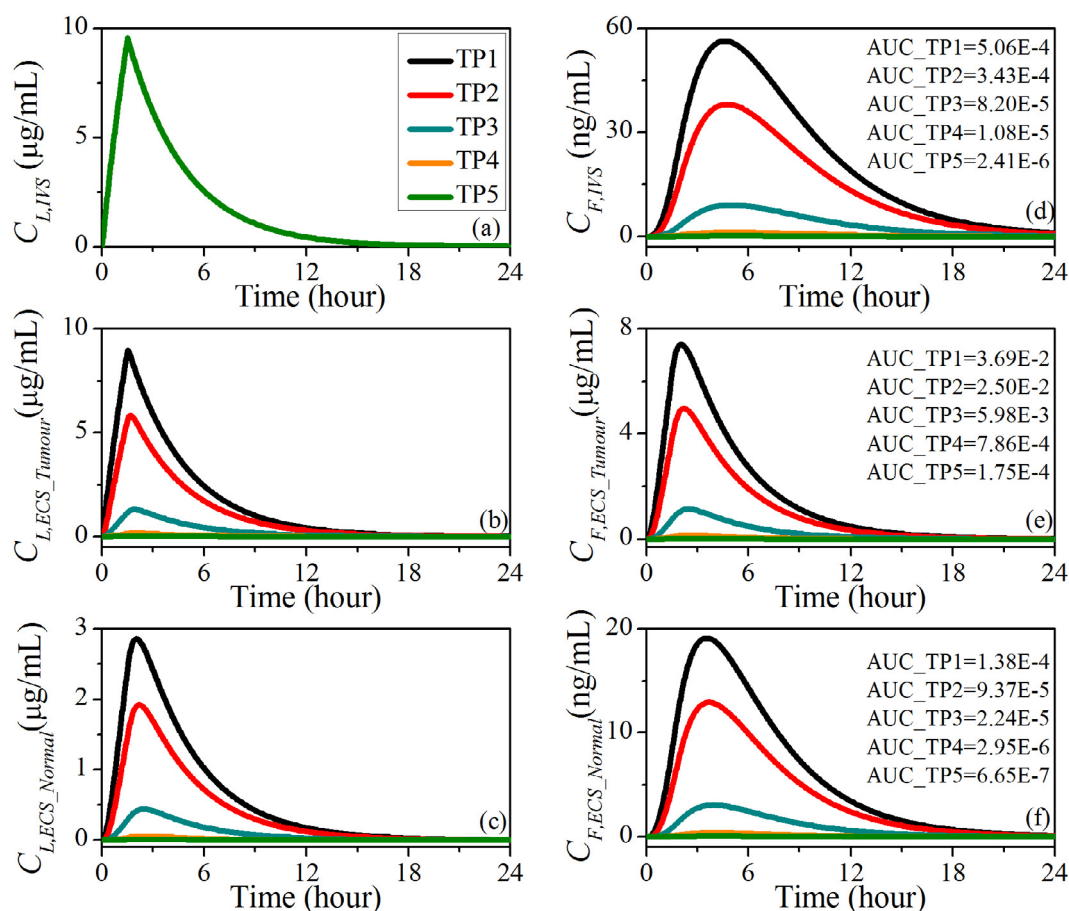 C_L,IVS (μg/mL)
10
5
0
0
6
12
18
24
Time (hour)
TP1
TP2
TP3
TP4
TP5
(a)
C_F,IVS (ng/mL)
60
30
0
0
6
12
18
24
Time (hour)
AUC_TP1=5.06E-4
AUC_TP2=3.43E-4
AUC_TP3=8.20E-5
AUC_TP4=1.08E-5
AUC_TP5=2.41E-6
(d)
C_L,ECS_Tumour (μg/mL)
10
5
0
0
6
12
18
24
Time (hour)
(b)
C_F,ECS_Tumour (μg/mL)
8
4
0
0
6
12
18
24
Time (hour)
AUC_TP1=3.69E-2
AUC_TP2=2.50E-2
AUC_TP3=5.98E-3
AUC_TP4=7.86E-4
AUC_TP5=1.75E-4
(e)
C_L,ECS_Normal (μg/mL)
3
2
1
0
0
6
12
18
24
Time (hour)
(c)
C_F,ECS_Normal (ng/mL)
20
10
0
0
6
12
18
24
Time (hour)
AUC_TP1=1.38E-4
AUC_TP2=9.37E-5
AUC_TP3=2.24E-5
AUC_TP4=2.95E-6
AUC_TP5=6.65E-7
(f)